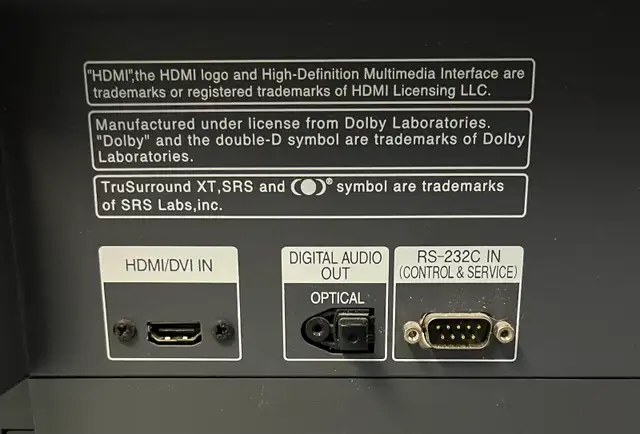 "HDMI",the HDMI logo and High-Definition Multimedia Interface are
trademarks or registered trademarks of HDMI Licensing LLC.
Manufactured under license from Dolby Laboratories.
"Dolby" and the double-D symbol are trademarks of Dolby
Laboratories.
TruSurround XT,SRS and ® symbol are trademarks
of SRS Labs,inc.
HDMI/DVI IN
DIGITAL AUDIO
OUT
OPTICAL
RS-232C IN
(CONTROL & SERVICE)